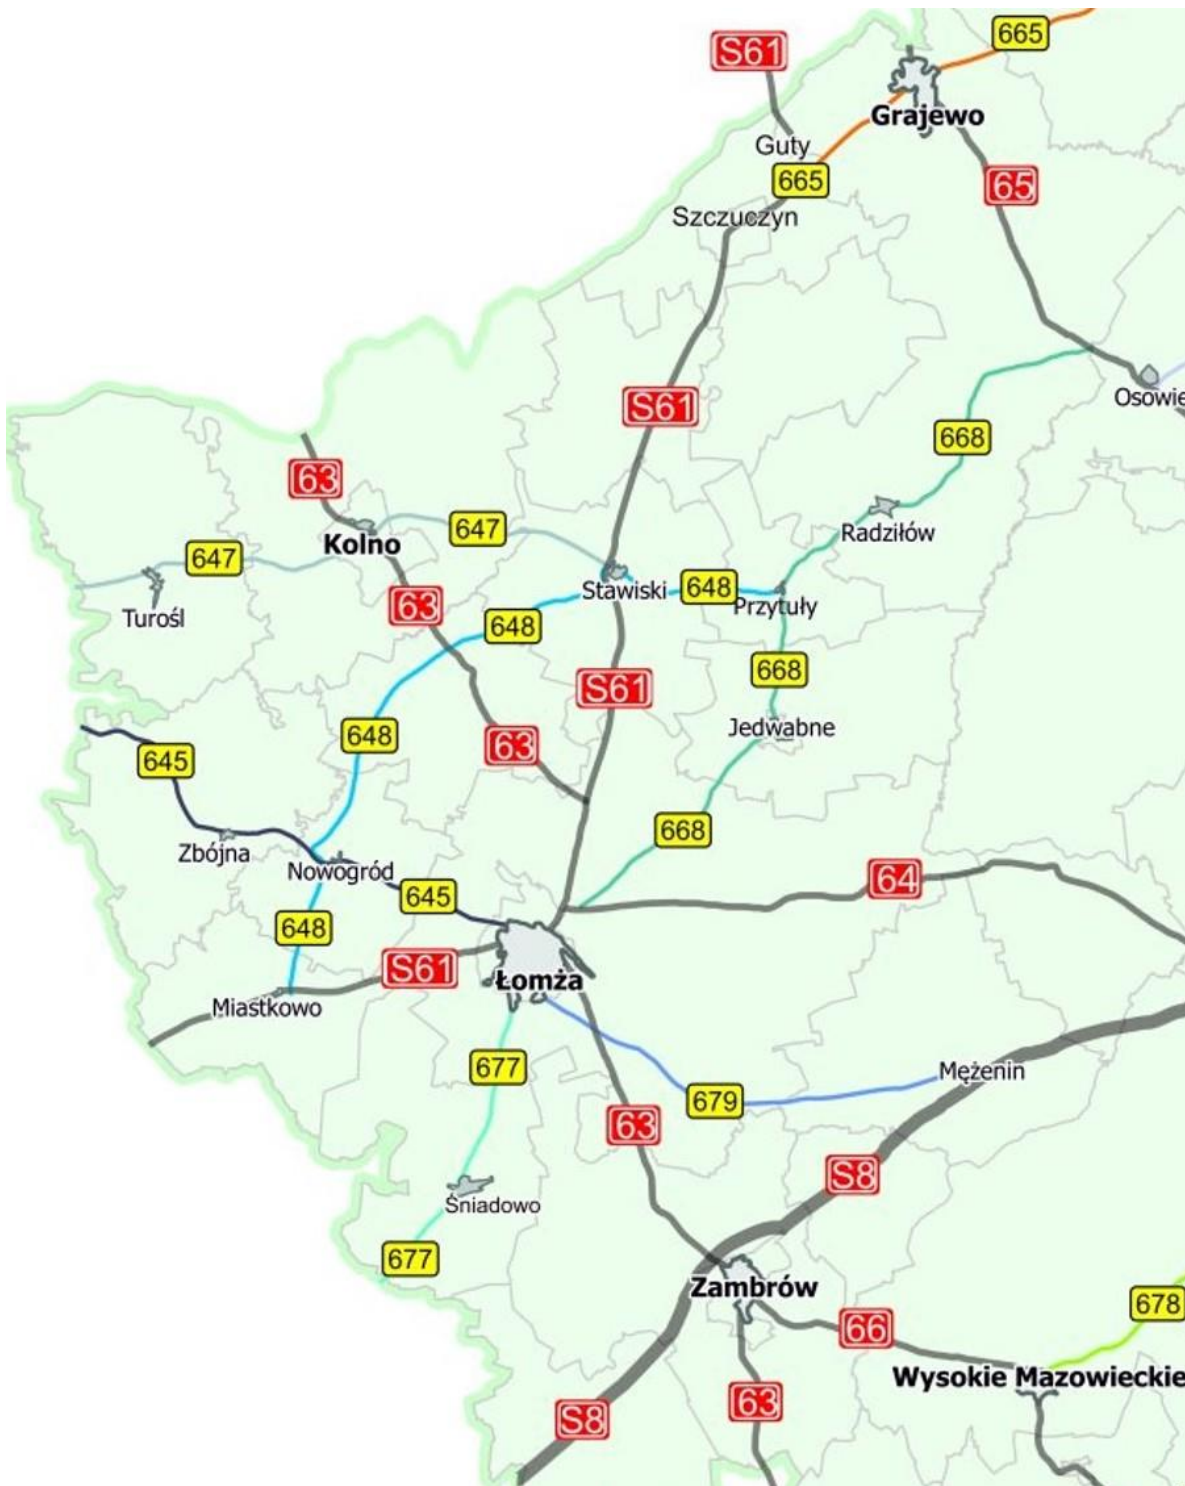 665
S61
Grajewo
Guty
665
65
Szczuczyn
Osowie
S61
668
63
647
Radziłów
Kolno
647
Stawiski
648
63
Przytuły
Turośl
648
668
S61
Jedwabne
648
63
645
668
Zbójna
Nowogród
64
645
648
S61
Łomża
Miastkowo
677
Mężenin
679
63
S8
Śniadowo
677
Zambrów
678
66
Wysokie Mazowieckie
63
S8